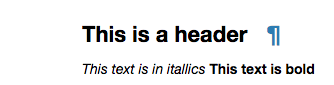 This is a header ¶
This text is in itallics This text is bold